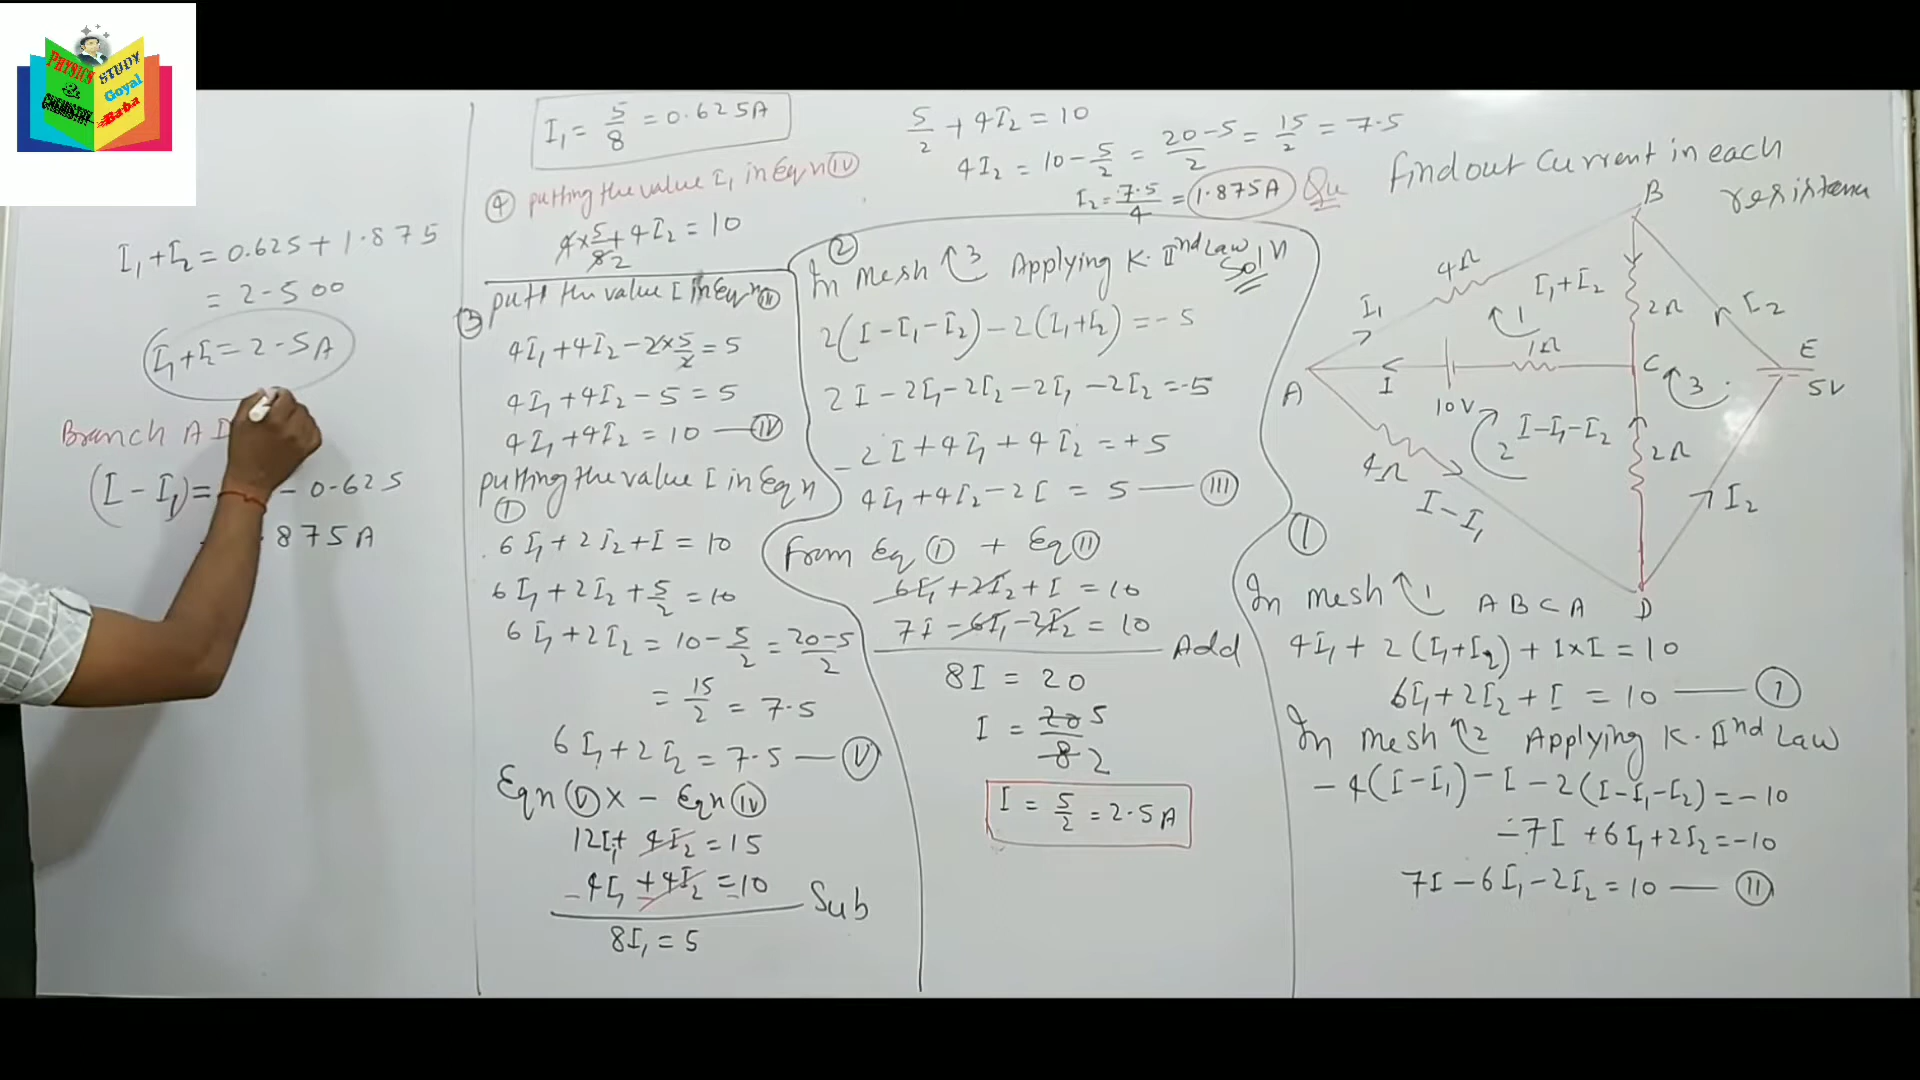 PHYSICS STUDY
&
CHEMISTRY
Goyal
Baba
I₁+I₂ = 0.625+1.875
= 2.500
I₁+I₂ = 2.5A
Branch A
(I-I₁)= - 0.625
.875A
I₁ = 5/8 = 0.625A
④ putting the value I₁ in Eqn Ⓘⓥ
4×5/8 + 4I₂ = 10
2
③ putt the value I in Eqn
4I₁+4I₂-2×5/2=5
4I₁+4I₂-5=5
4I₁+4I₂=10 — Ⓘⓥ
putting the value I in Eqn
Ⓘ
6I₁+2I₂+I=10
6I₁+2I₂+5/2=10
6I₁+2I₂=10-5/2=20-5/2
=15/2=7.5
6I₁+2I₂=7.5 — Ⓥ
Eqn Ⓥ× - Eqn Ⓘⓥ
12I₁+4I₂=15
-4I₁+4I₂=10
Sub
8I₁=5
5/2+4I₂=10
4I₂=10-5/2=20-5/2=15/2=7.5
I₂=7.5/4=1.875A
②
In Mesh 3 Applying K.IInd Law
2(I-I₁-I₂)-2(I₁+I₂)=-5
2I-2I₁-2I₂-2I₁-2I₂=-5
-2I+4I₁+4I₂=+5
4I₁+4I₂-2I=5 — III
From Eq Ⓘ + Eq Ⓘⓘ
6I₁+2I₂+I=10
7I-6I₁-2I₂=10
Add
8I=20
I=20/8
5
2
I=5/2=2.5A
Qu
find out Current in each
resistance
Soln
B
4Ω
I₁
I₁+I₂
1
2Ω
I₂
A
I
10V
1Ω
C
3
E
5V
4Ω
I-I₁
2
I-I₁-I₂
2Ω
I₂
D
①
In mesh 1 ABCA
4I₁+2(I₁+I₂)+1×I=10
6I₁+2I₂+I=10 — I
In mesh 2 Applying K.IInd Law
-4(I-I₁)-I-2(I-I₁-I₂)=-10
-7I+6I₁+2I₂=-10
7I-6I₁-2I₂=10 — II